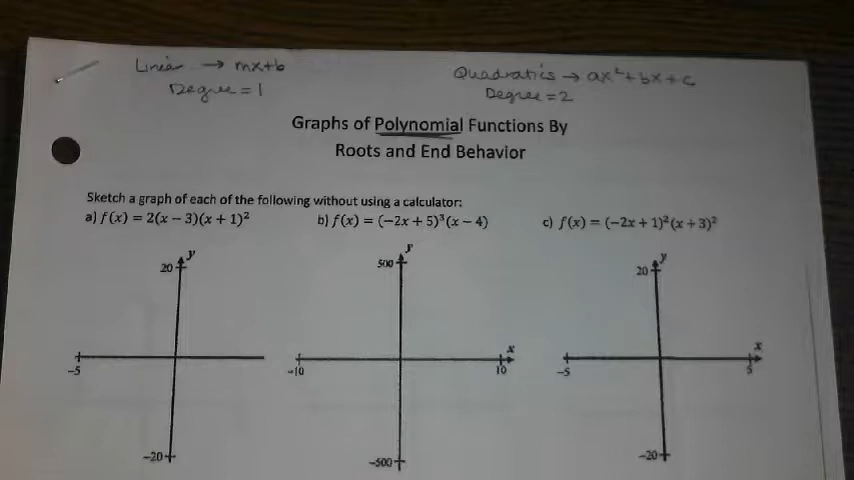 Linear → mx+b
Degree = 1
Quadratics → ax²+bx+c
Degree = 2
Graphs of Polynomial Functions By
Roots and End Behavior
Sketch a graph of each of the following without using a calculator:
a) f(x) = 2(x − 3)(x + 1)²
b) f(x) = (−2x + 5)³(x − 4)
c) f(x) = (−2x + 1)²(x + 3)²
y
20
−5
−20
y
500
x
−10
10
−500
y
20
x
−5
5
−20